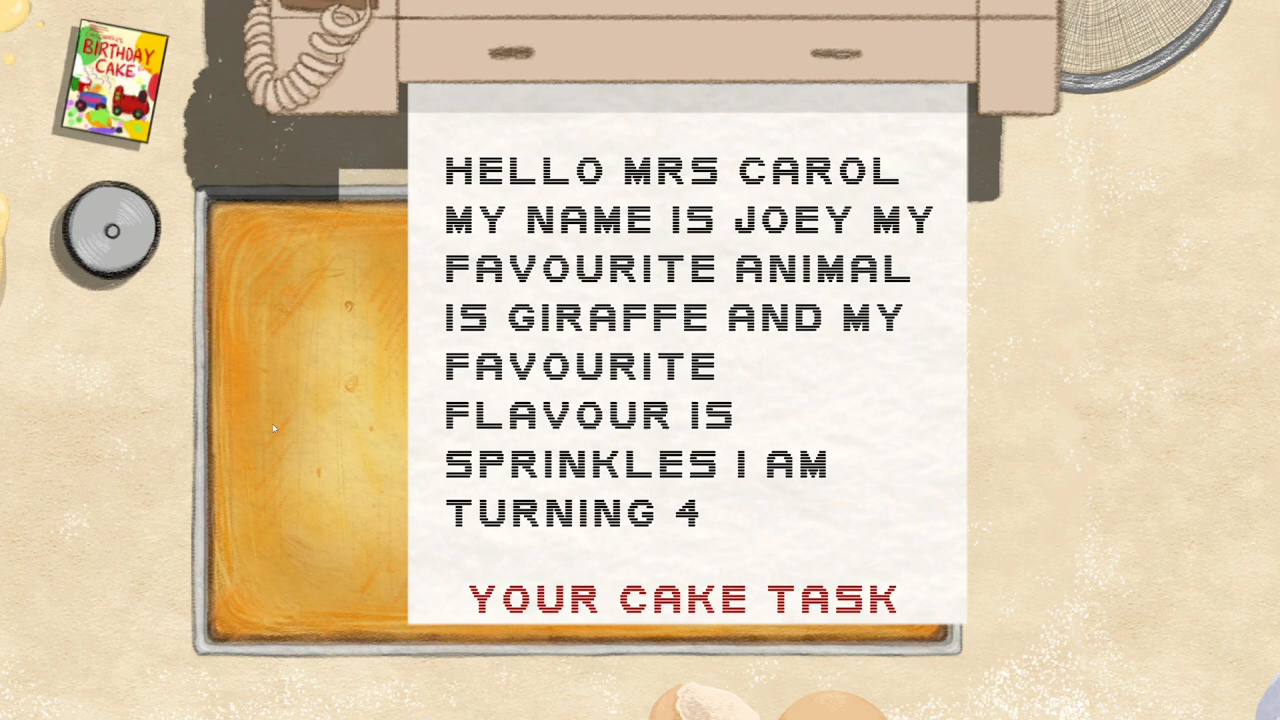 BIRTHDAY
CAKE
HELLO MRS CAROL
MY NAME IS JOEY MY
FAVOURITE ANIMAL
IS GIRAFFE AND MY
FAVOURITE
FLAVOUR IS
SPRINKLES I AM
TURNING 4
YOUR CAKE TASK